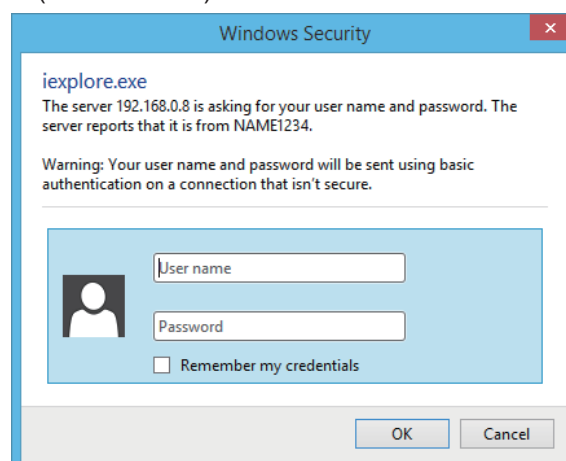 Windows Security
iexplore.exe
The server 192.168.0.8 is asking for your user name and password. The
server reports that it is from NAME1234.
Warning: Your user name and password will be sent using basic
authentication on a connection that isn't secure.
User name
Password
Remember my credentials
OK Cancel